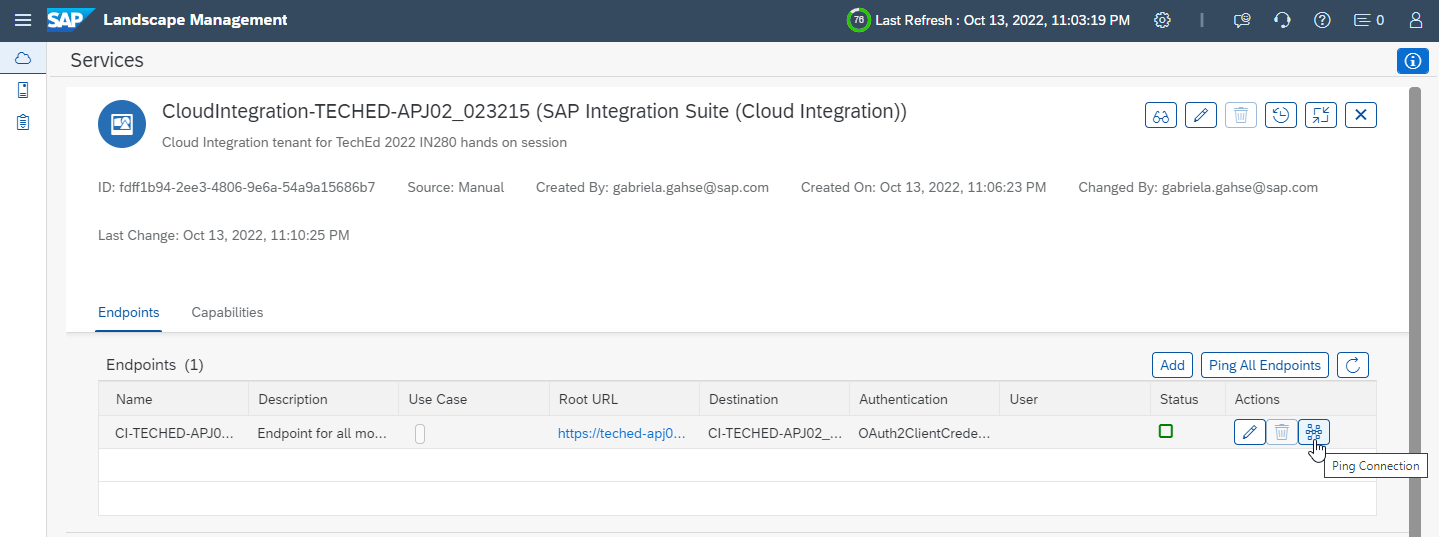 SAP Landscape Management
76 Last Refresh : Oct 13, 2022, 11:03:19 PM 0
Services
CloudIntegration-TECHED-APJ02_023215 (SAP Integration Suite (Cloud Integration))
Cloud Integration tenant for TechEd 2022 IN280 hands on session
ID: fdff1b94-2ee3-4806-9e6a-54a9a15686b7 Source: Manual Created By: gabriela.gahse@sap.com Created On: Oct 13, 2022, 11:06:23 PM Changed By: gabriela.gahse@sap.com
Last Change: Oct 13, 2022, 11:10:25 PM
Endpoints Capabilities
Endpoints (1) Add Ping All Endpoints
Name Description Use Case Root URL Destination Authentication User Status Actions
CI-TECHED-APJ0... Endpoint for all mo... https://teched-apj0... CI-TECHED-APJ02_... OAuth2ClientCrede...
Ping Connection